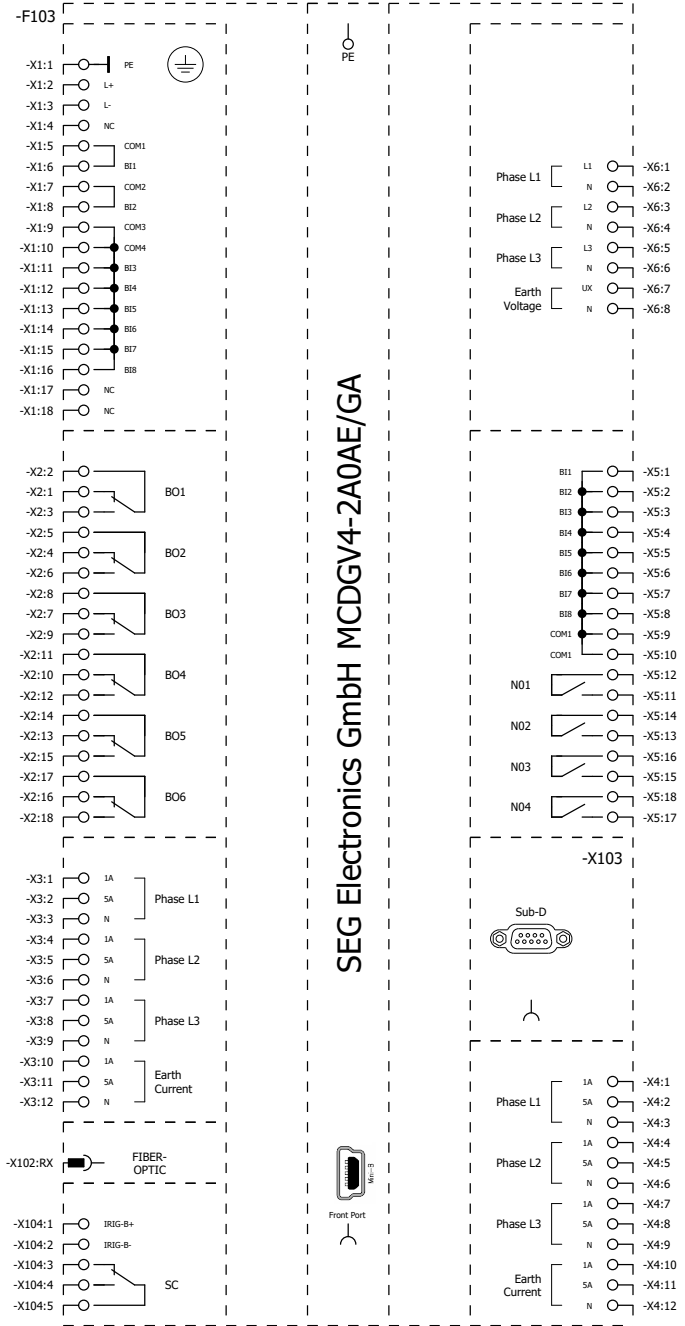 -F103
-X1:1 PE
-X1:2 L+
-X1:3 L-
-X1:4 NC
-X1:5 COM1
-X1:6 BI1
-X1:7 COM2
-X1:8 BI2
-X1:9 COM3
-X1:10 COM4
-X1:11 BI3
-X1:12 BI4
-X1:13 BI5
-X1:14 BI6
-X1:15 BI7
-X1:16 BI8
-X1:17 NC
-X1:18 NC
-X2:2
-X2:1 BO1
-X2:3
-X2:5
-X2:4 BO2
-X2:6
-X2:8
-X2:7 BO3
-X2:9
-X2:11
-X2:10 BO4
-X2:12
-X2:14
-X2:13 BO5
-X2:15
-X2:17
-X2:16 BO6
-X2:18
-X3:1 1A
-X3:2 5A Phase L1
-X3:3 N
-X3:4 1A
-X3:5 5A Phase L2
-X3:6 N
-X3:7 1A
-X3:8 5A Phase L3
-X3:9 N
-X3:10 1A
-X3:11 5A Earth
Current
-X3:12 N
-X102:RX FIBER-
OPTIC
-X104:1 IRIG-B+
-X104:2 IRIG-B-
-X104:3
-X104:4 SC
-X104:5
PE
SEG Electronics GmbH MCDGV4-2A0AE/GA
Mini-B
Front Port
Phase L1
L1 -X6:1
N -X6:2
Phase L2
L2 -X6:3
N -X6:4
Phase L3
L3 -X6:5
N -X6:6
Earth
Voltage
UX -X6:7
N -X6:8
BI1 -X5:1
BI2 -X5:2
BI3 -X5:3
BI4 -X5:4
BI5 -X5:5
BI6 -X5:6
BI7 -X5:7
BI8 -X5:8
COM1 -X5:9
COM1 -X5:10
N01
-X5:12
-X5:11
N02
-X5:14
-X5:13
N03
-X5:16
-X5:15
N04
-X5:18
-X5:17
-X103
Sub-D
1A -X4:1
Phase L1 5A -X4:2
N -X4:3
1A -X4:4
Phase L2 5A -X4:5
N -X4:6
1A -X4:7
Phase L3 5A -X4:8
N -X4:9
1A -X4:10
Earth
Current
5A -X4:11
N -X4:12